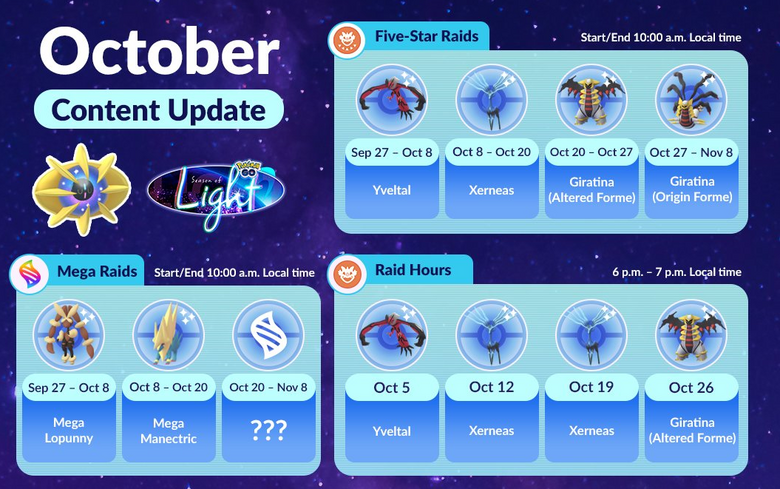 October
Content Update
Season of
Pokémon
GO
Light
Five-Star Raids
Start/End 10:00 a.m. Local time
Sep 27 – Oct 8
Yveltal
Oct 8 – Oct 20
Xerneas
Oct 20 – Oct 27
Giratina
(Altered Forme)
Oct 27 – Nov 8
Giratina
(Origin Forme)
Mega Raids
Start/End 10:00 a.m. Local time
Sep 27 – Oct 8
Mega
Lopunny
Oct 8 – Oct 20
Mega
Manectric
Oct 20 – Nov 8
???
Raid Hours
6 p.m. – 7 p.m. Local time
Oct 5
Yveltal
Oct 12
Xerneas
Oct 19
Xerneas
Oct 26
Giratina
(Altered Forme)